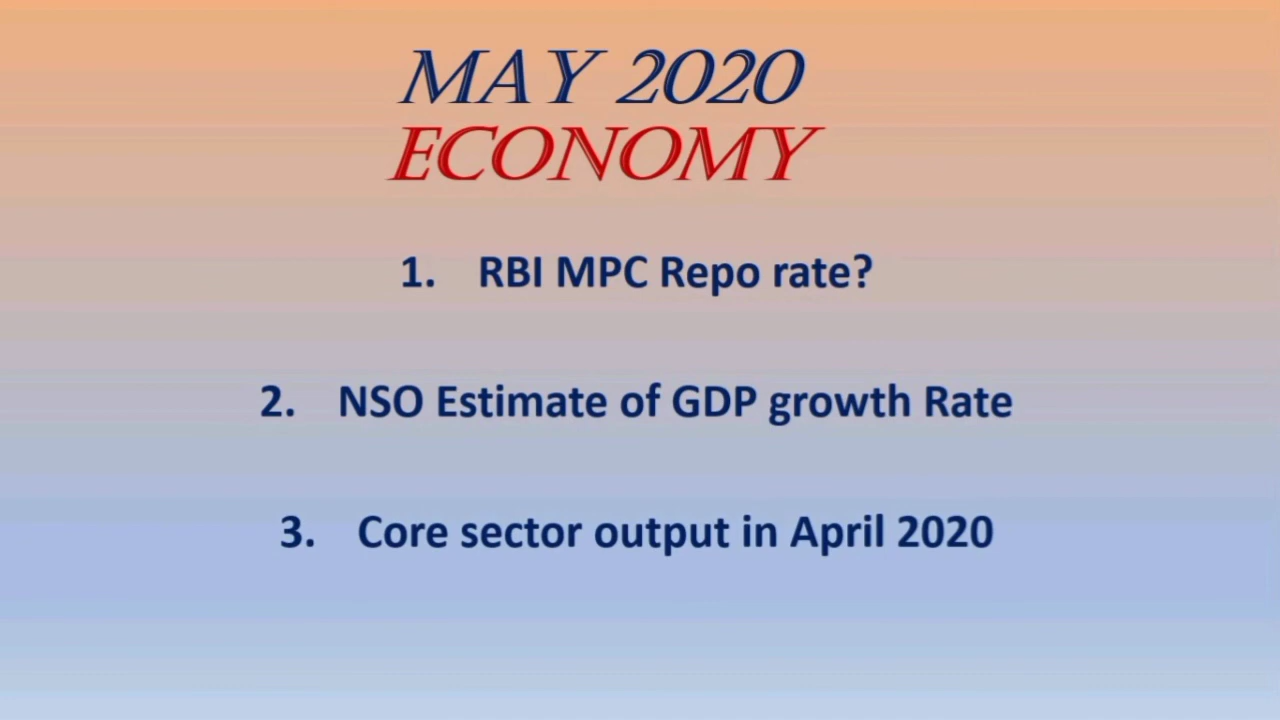 MAY 2020
ECONOMY
1. RBI MPC Repo rate?
2. NSO Estimate of GDP growth Rate
3. Core sector output in April 2020